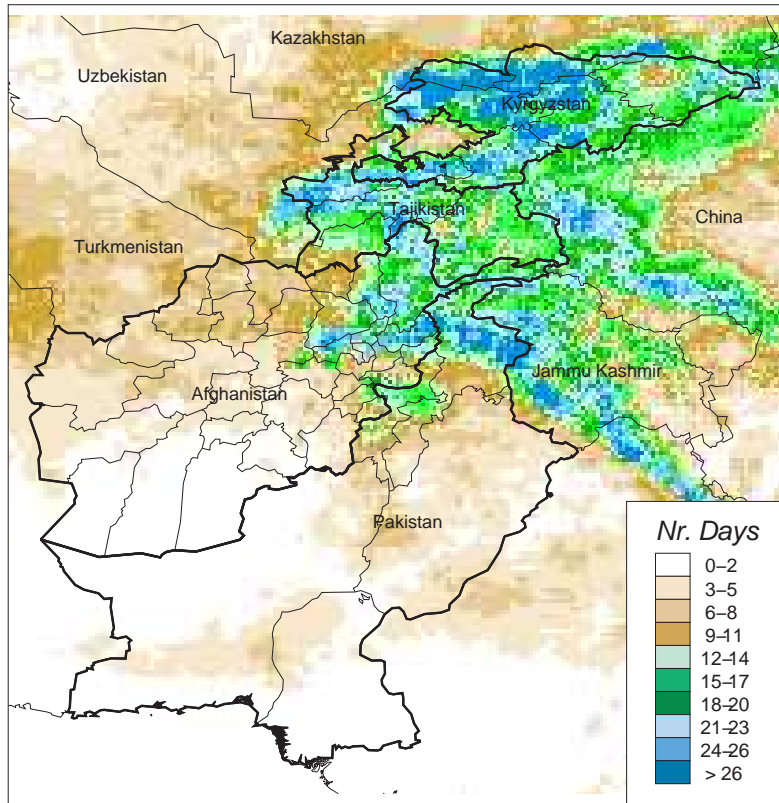 Kazakhstan
Uzbekistan
Kyrgyzstan
Tajikistan
China
Turkmenistan
Jammu Kashmir
Afghanistan
Pakistan
Nr. Days
0–2
3–5
6–8
9–11
12–14
15–17
18–20
21–23
24–26
> 26